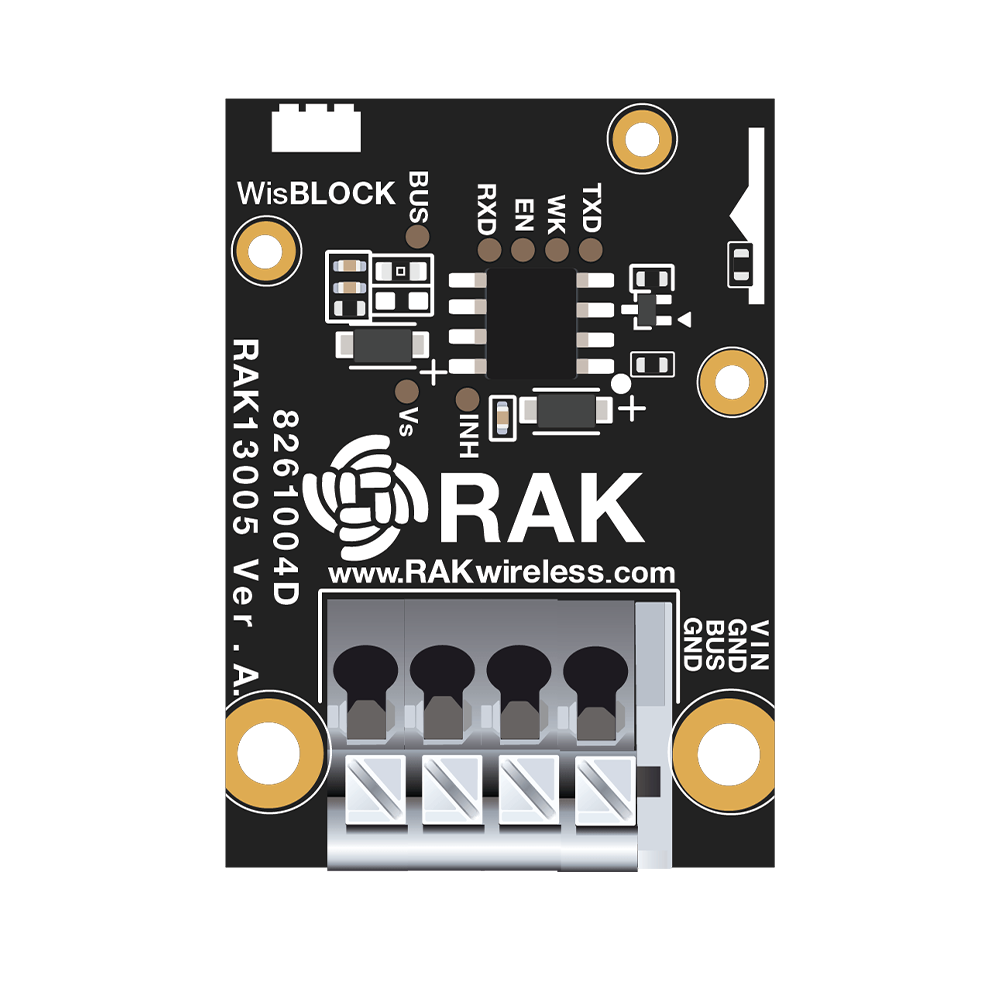 WisBLOCK
BUS
RXD
EN
WK
TXD
Vs
INH
RAK13005 Ver.A.
8261004D
RAK
www.RAKwireless.com
VIN
GND
BUS
GND